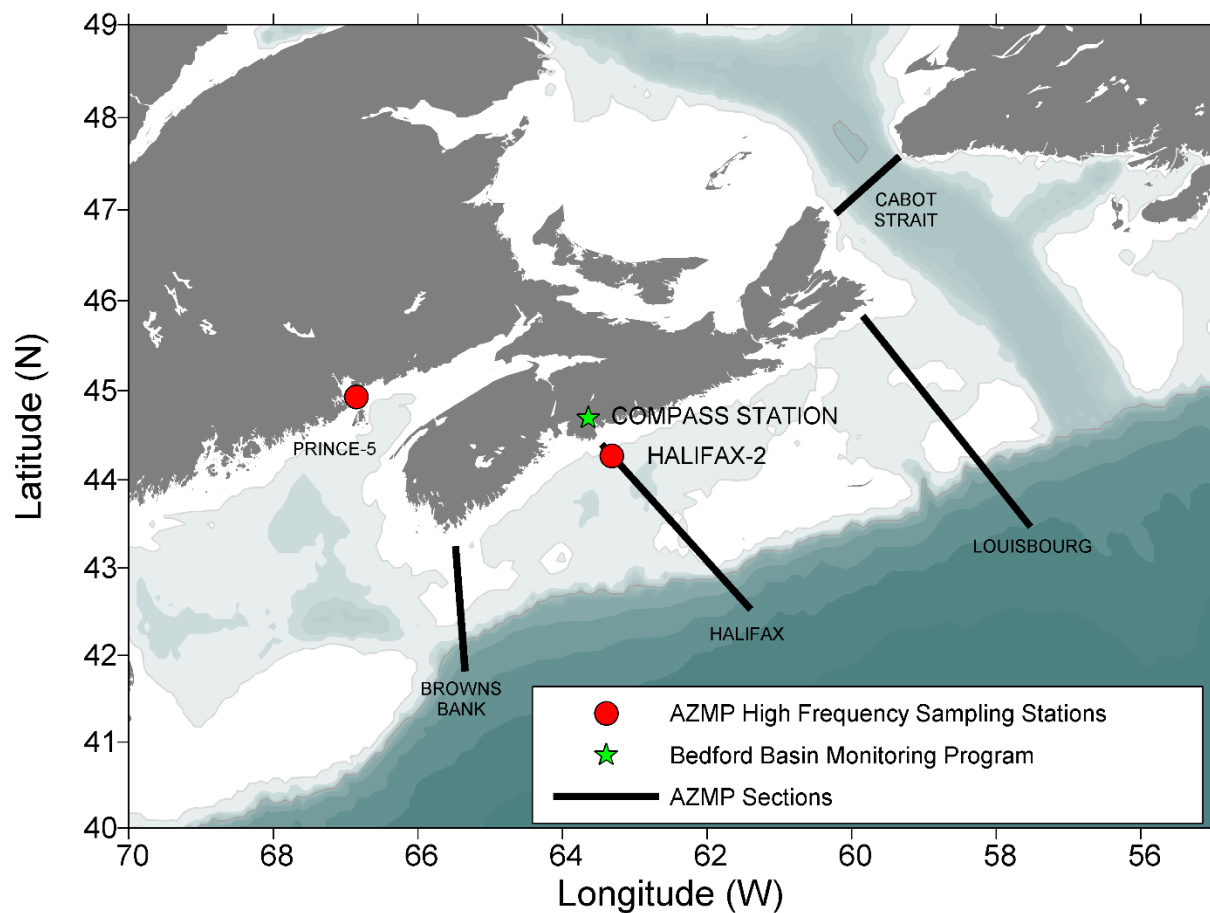 49
48
47
46
45
44
43
42
41
40
Latitude (N)
CABOT
STRAIT
PRINCE-5
COMPASS STATION
HALIFAX-2
LOUISBOURG
HALIFAX
BROWNS
BANK
AZMP High Frequency Sampling Stations
Bedford Basin Monitoring Program
AZMP Sections
70 68 66 64 62 60 58 56
Longitude (W)